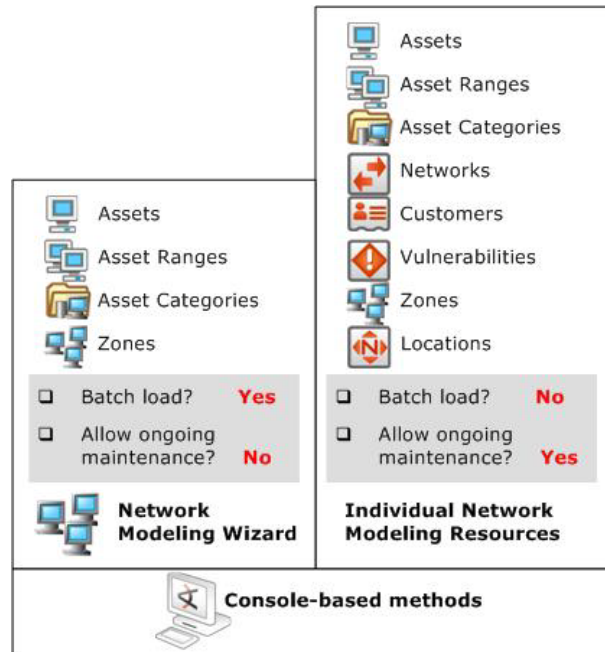 Assets
Asset Ranges
Asset Categories
Zones
Batch load? Yes
Allow ongoing
maintenance? No
Network
Modeling Wizard
Assets
Asset Ranges
Asset Categories
Networks
Customers
Vulnerabilities
Zones
Locations
Batch load? No
Allow ongoing
maintenance? Yes
Individual Network
Modeling Resources
Console-based methods